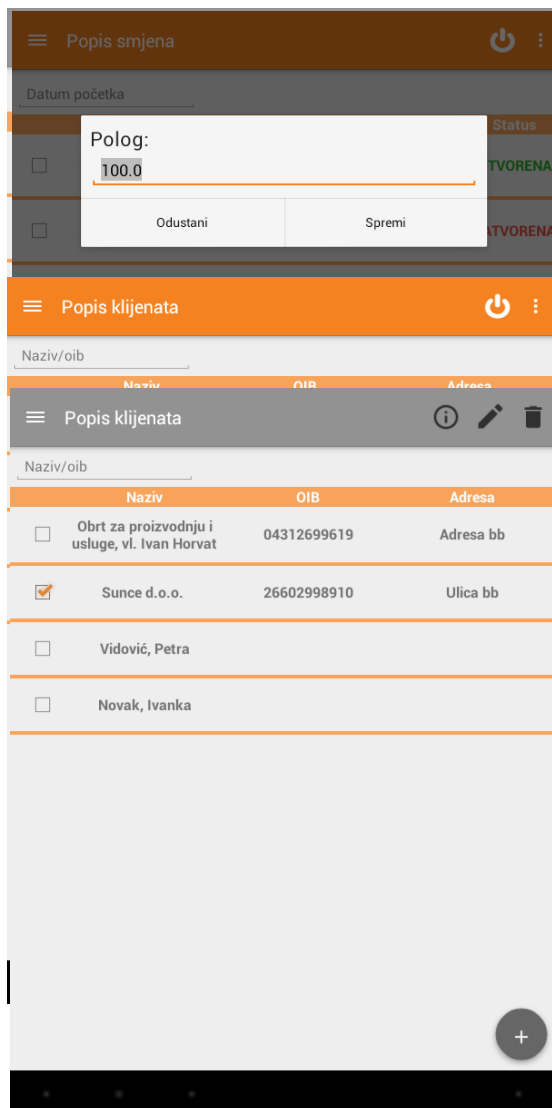 Popis smjena
Datum početka
Status
Polog:
100.0
TVORENA
Odustani Spremi
ATVORENA
Popis klijenata
Naziv/oib
Naziv OIB Adresa
Popis klijenata
Naziv/oib
Naziv OIB Adresa
Obrt za proizvodnju i
usluge, vl. Ivan Horvat 04312699619 Adresa bb
Sunce d.o.o. 26602998910 Ulica bb
Vidović, Petra
Novak, Ivanka
+